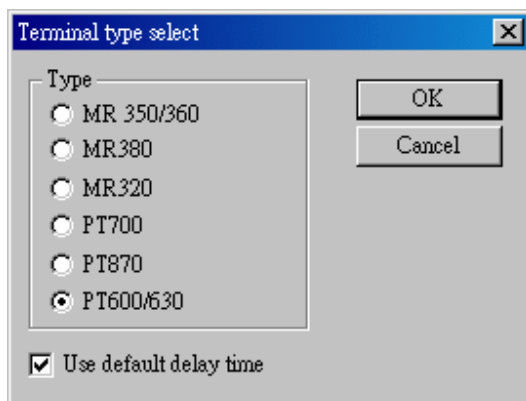 Terminal type select
Type
MR 350/360
MR380
MR320
PT700
PT870
PT600/630
OK
Cancel
Use default delay time